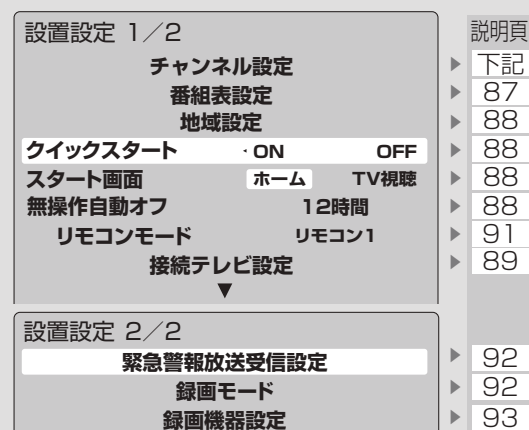 設置設定 1／2 説明頁
チャンネル設定 ▶ 下記
番組表設定 ▶ 87
地域設定 ▶ 88
クイックスタート ・ON OFF ▶ 88
スタート画面 ホーム TV視聴 ▶ 88
無操作自動オフ 12時間 ▶ 88
リモコンモード リモコン1 ▶ 91
接続テレビ設定 ▶ 89
▼
設置設定 2／2
緊急警報放送受信設定 ▶ 92
録画モード ▶ 92
録画機器設定 ▶ 93